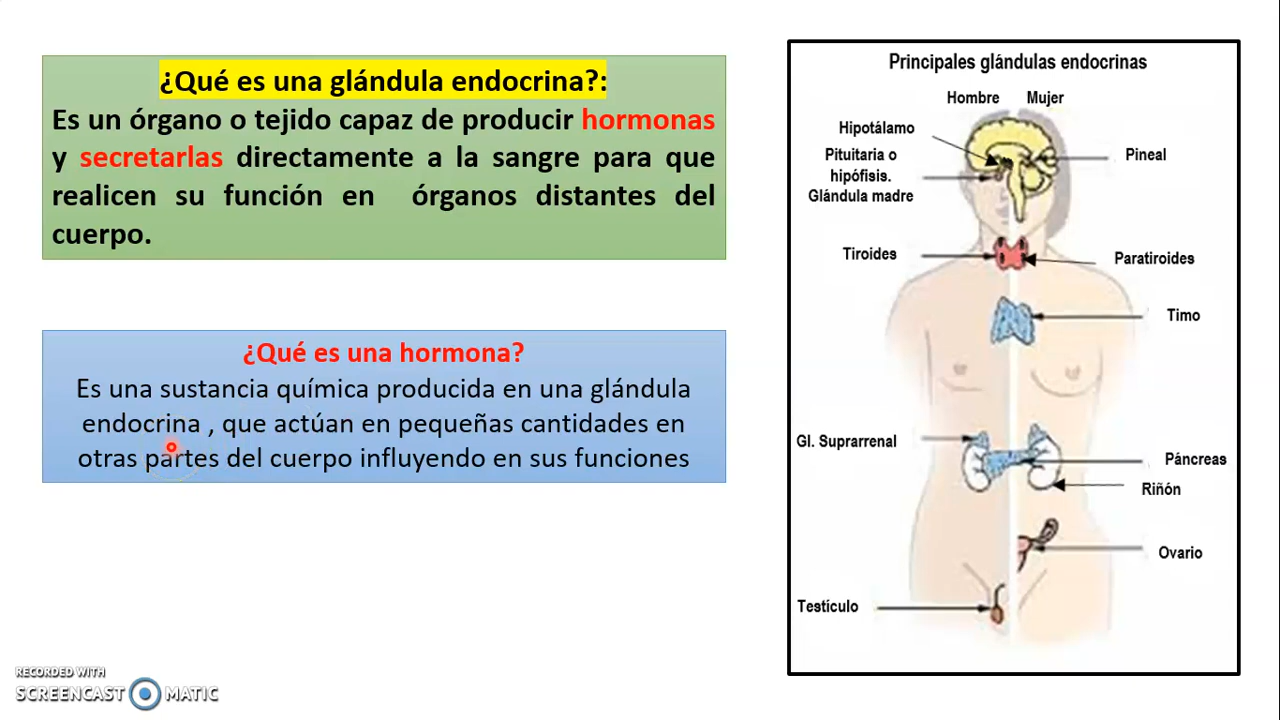 ¿Qué es una glándula endocrina?:
Es un órgano o tejido capaz de producir hormonas
y secretarlas directamente a la sangre para que
realicen su función en órganos distantes del
cuerpo.
¿Qué es una hormona?
Es una sustancia química producida en una glándula
endocrina , que actúan en pequeñas cantidades en
otras partes del cuerpo influyendo en sus funciones
Principales glándulas endocrinas
Hombre Mujer
Hipotálamo
Pituitaria o
hipófisis.
Glándula madre
Pineal
Tiroides
Paratiroides
Timo
Gl. Suprarrenal
Páncreas
Riñón
Ovario
Testículo
RECORDED WITH
SCREENCAST MATIC